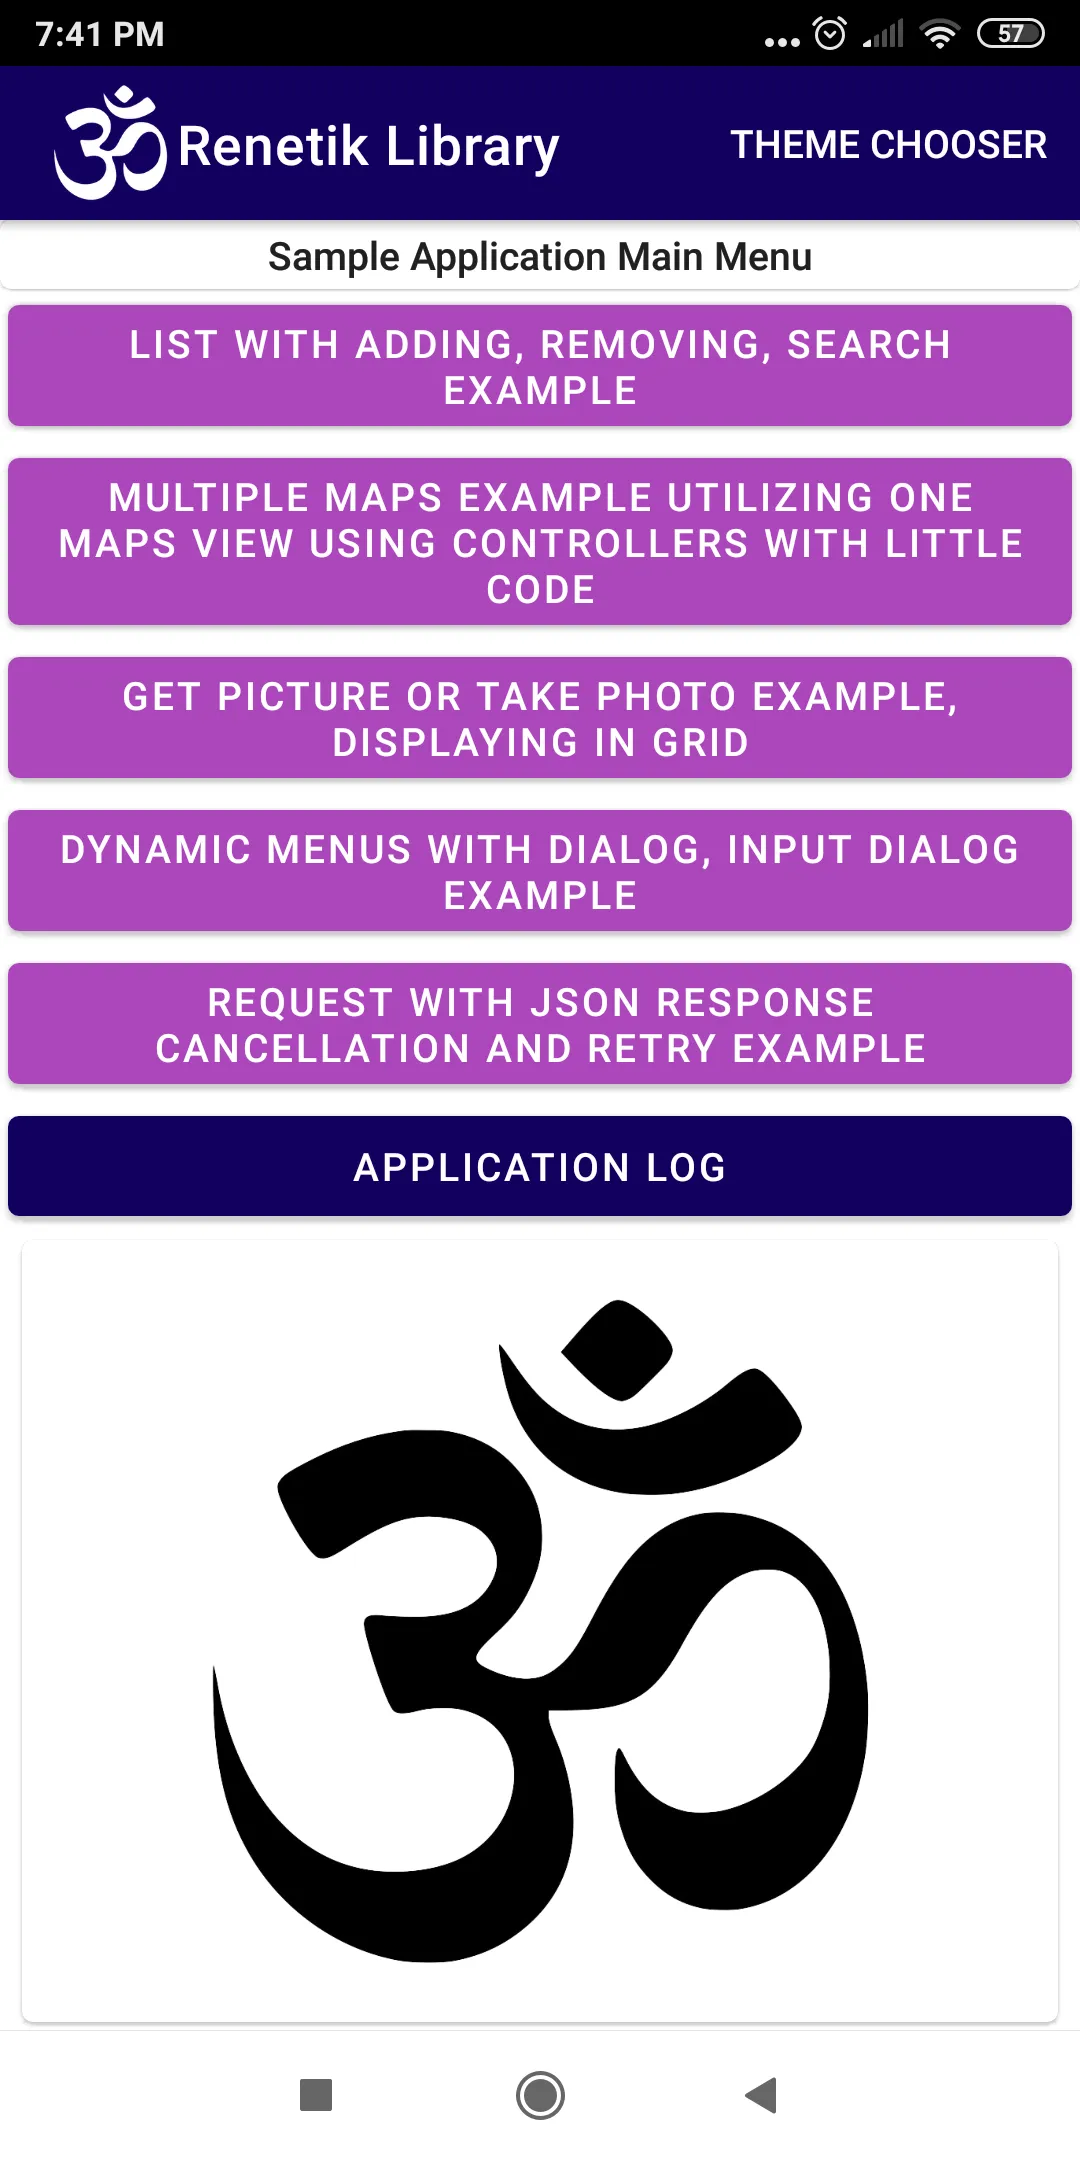 7:41 PM
57
ॐ Renetik Library
THEME CHOOSER
Sample Application Main Menu
LIST WITH ADDING, REMOVING, SEARCH
EXAMPLE
MULTIPLE MAPS EXAMPLE UTILIZING ONE
MAPS VIEW USING CONTROLLERS WITH LITTLE
CODE
GET PICTURE OR TAKE PHOTO EXAMPLE,
DISPLAYING IN GRID
DYNAMIC MENUS WITH DIALOG, INPUT DIALOG
EXAMPLE
REQUEST WITH JSON RESPONSE
CANCELLATION AND RETRY EXAMPLE
APPLICATION LOG
ॐ